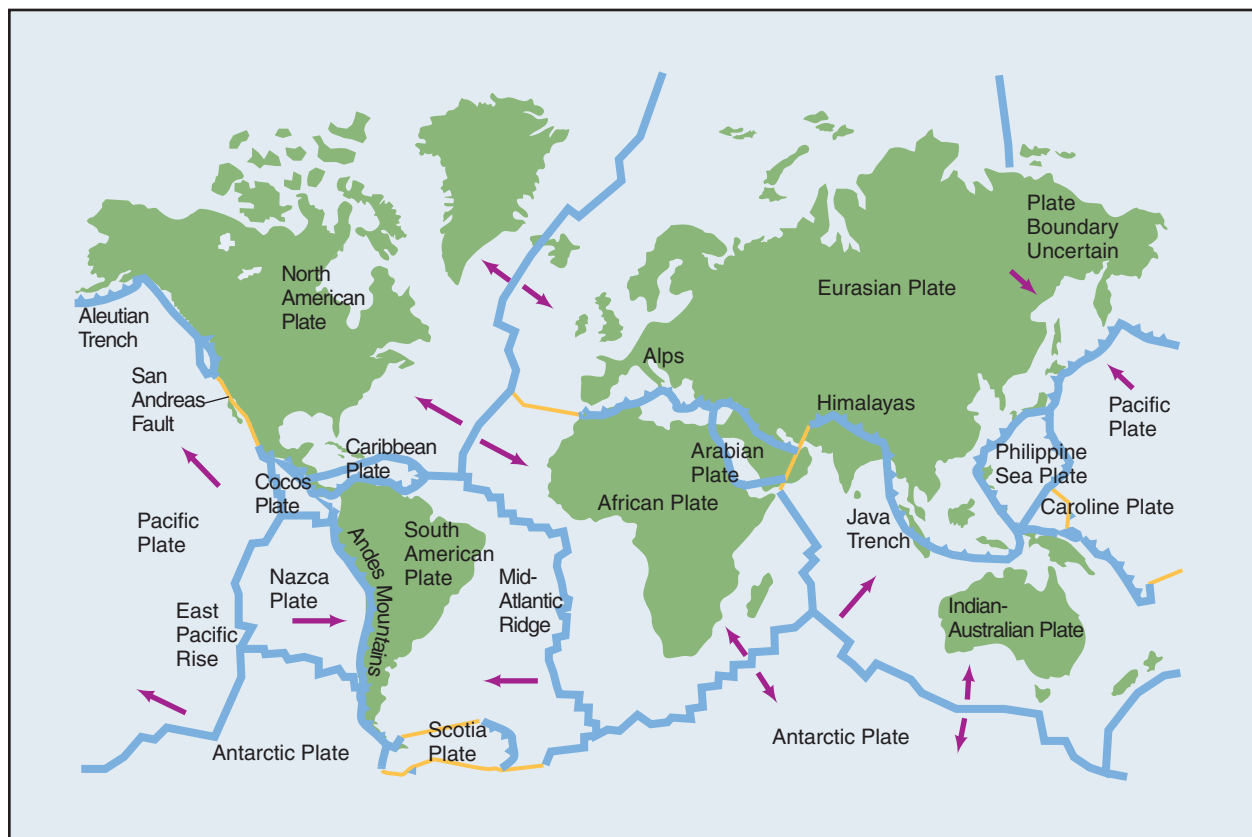 Plate
Boundary
Uncertain
North
American
Plate
Eurasian Plate
Aleutian
Trench
San
Andreas
Fault
Alps
Himalayas
Pacific
Plate
Caribbean
Plate
Cocos
Plate
Arabian
Plate
African Plate
Philippine
Sea Plate
Caroline Plate
Pacific
Plate
South
American
Plate
Andes Mountains
Java
Trench
Nazca
Plate
Mid-
Atlantic
Ridge
East
Pacific
Rise
Indian-
Australian Plate
Antarctic Plate
Scotia
Plate
Antarctic Plate